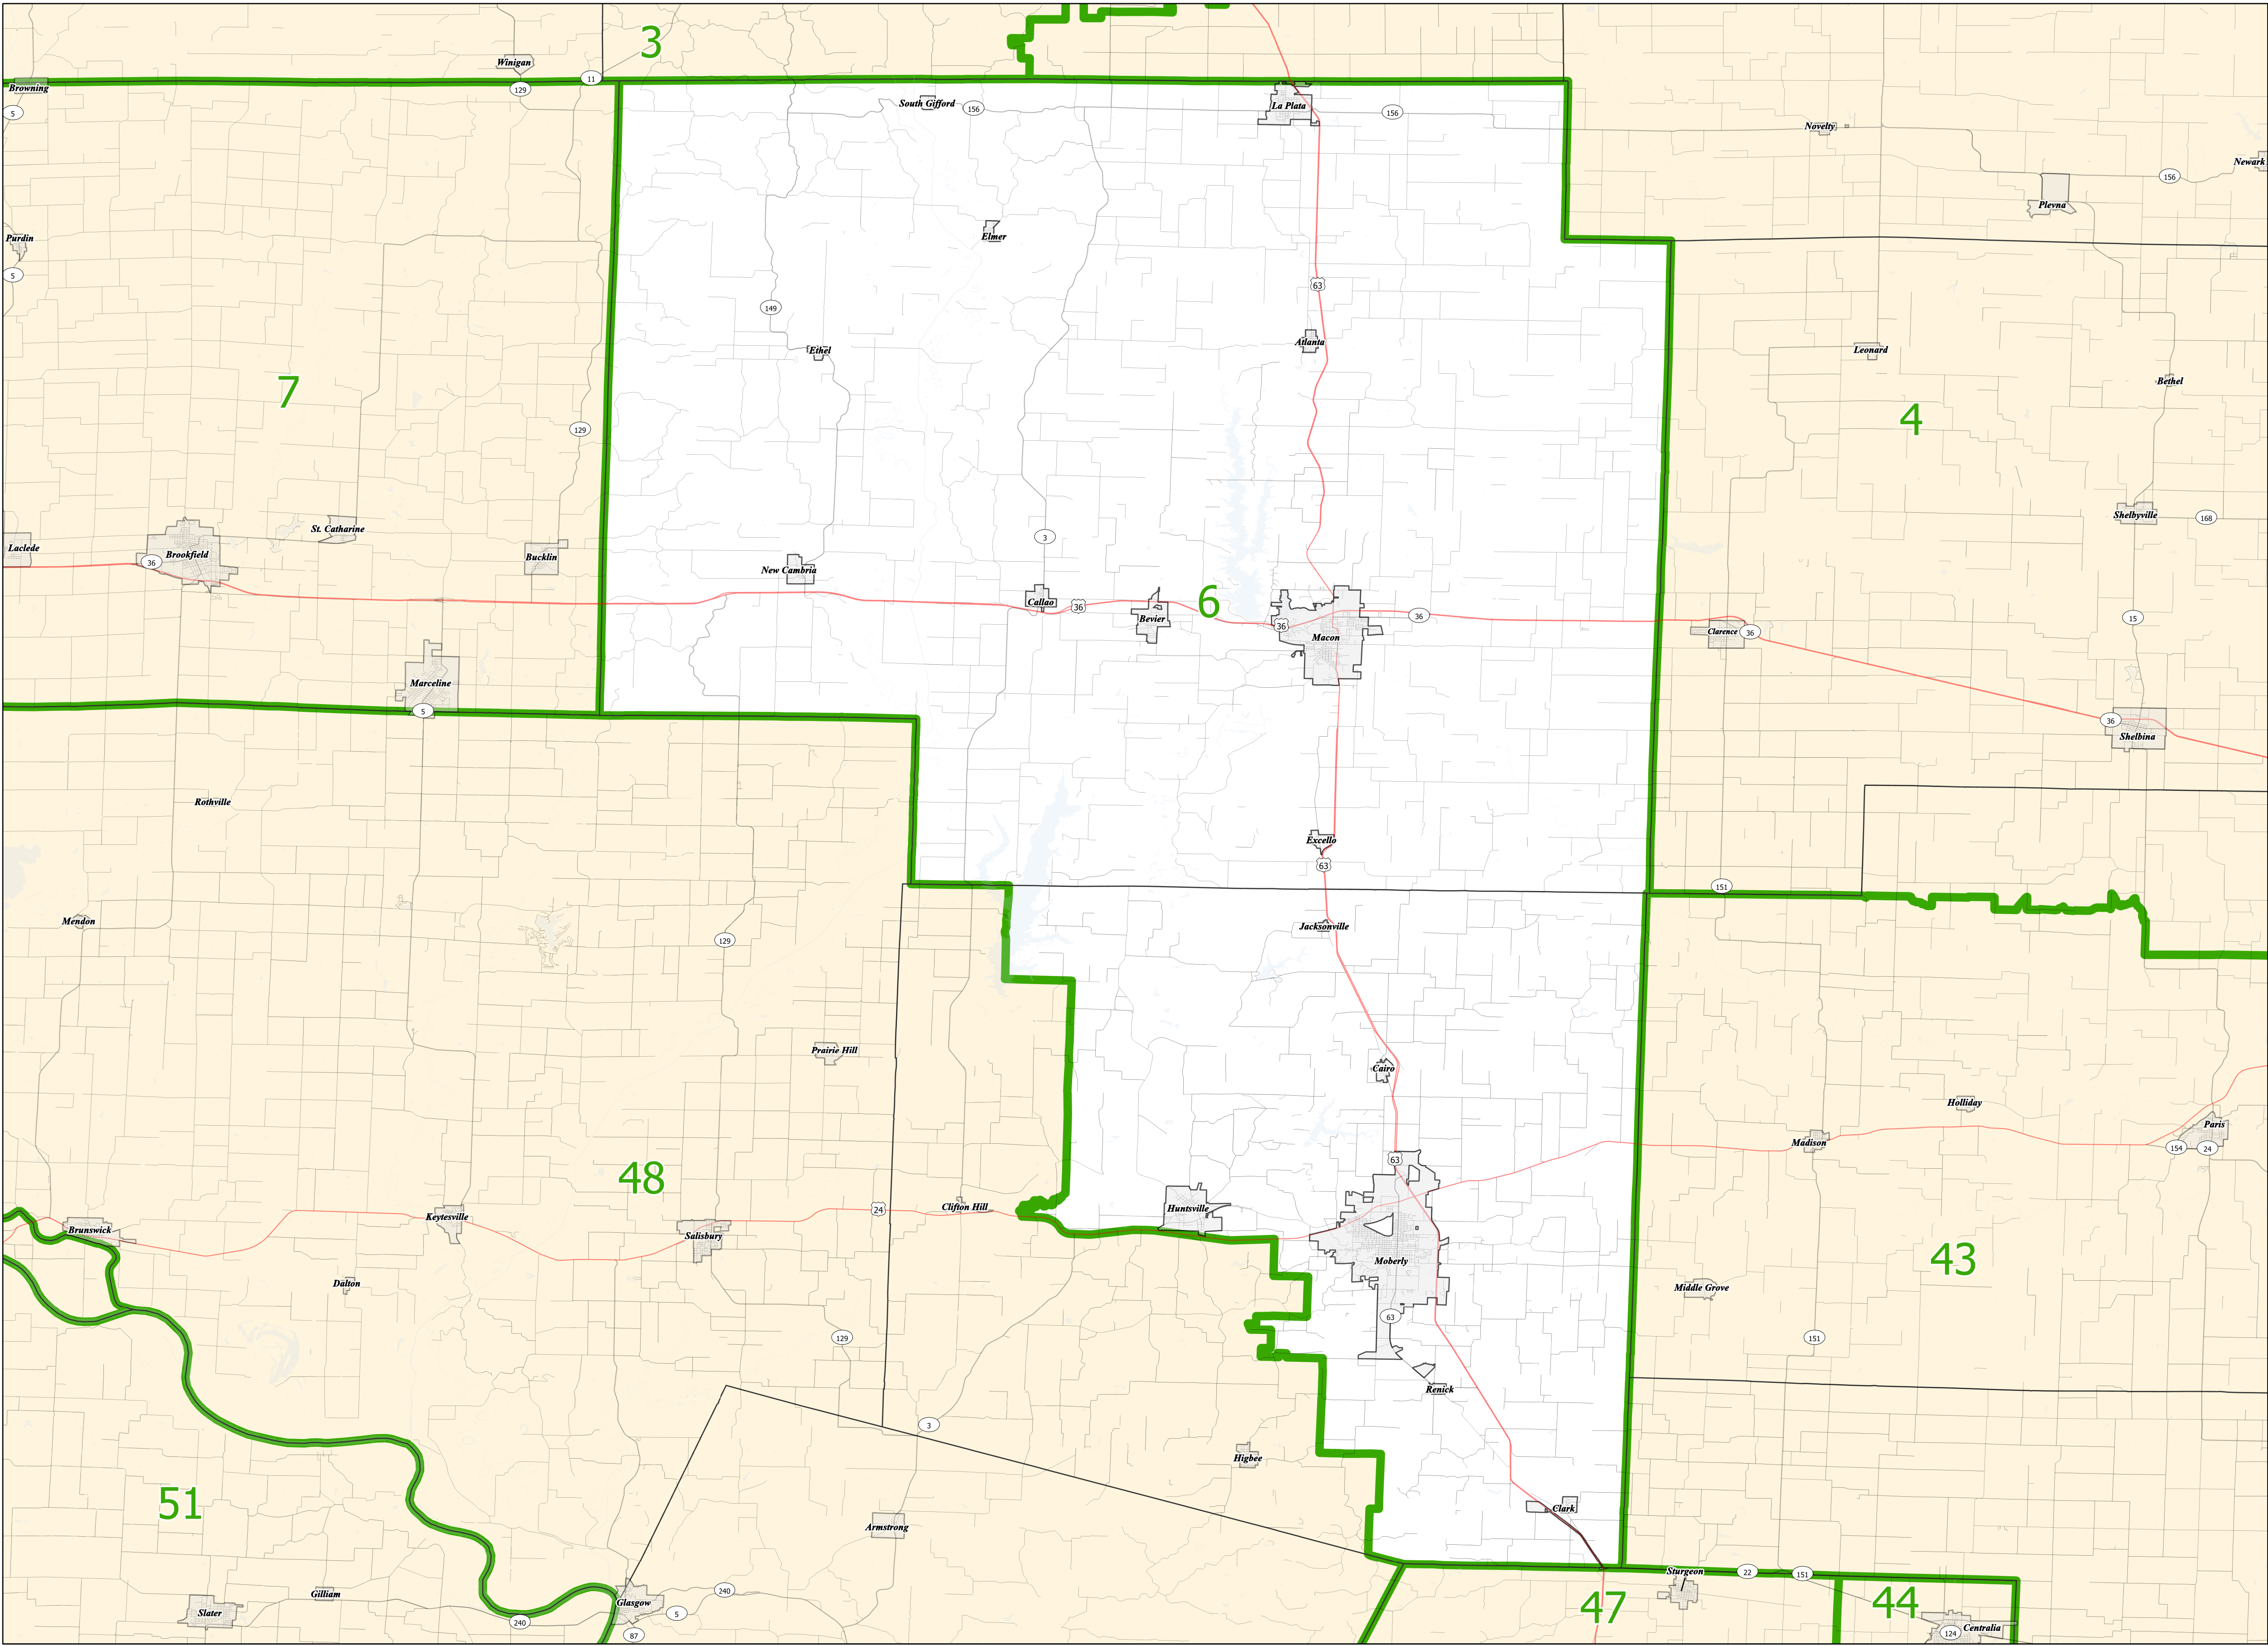 3
Winigan
11
Browning
129
5
South Gifford
156
La Plata
156
Novelty
Newark
156
Plevna
Purdin
5
Elmer
63
149
Atlanta
Ethel
Leonard
Bethel
7
4
129
Shelbyville
168
St. Catharine
3
Laclede
Brookfield
36
Bucklin
New Cambria
Callao
36
6
Bevier
36
Macon
36
15
Clarence
36
Marceline
5
36
Shelbina
Rothville
Excello
63
151
Mendon
Jacksonville
129
Prairie Hill
Cairo
Holliday
Paris
Madison
154
24
63
48
Clifton Hill
24
Huntsville
Keytesville
Brunswick
Salisbury
Moberly
43
Dalton
Middle Grove
63
129
151
Renick
3
Higbee
51
Clark
Armstrong
Sturgeon
22
151
Gilliam
240
Glasgow
5
47
44
Slater
240
87
124
Centralia